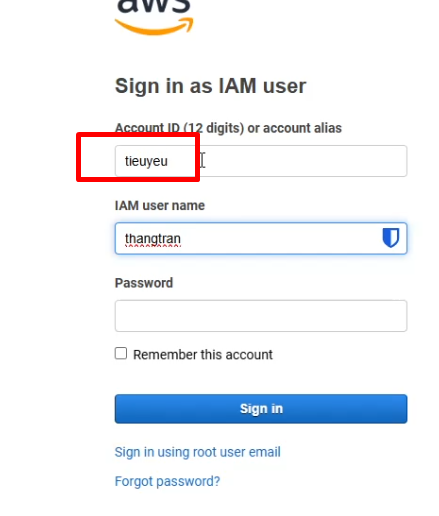 aws
Sign in as IAM user
Account ID (12 digits) or account alias
tieuyeu
IAM user name
thangtran
Password
Remember this account
Sign in
Sign in using root user email
Forgot password?